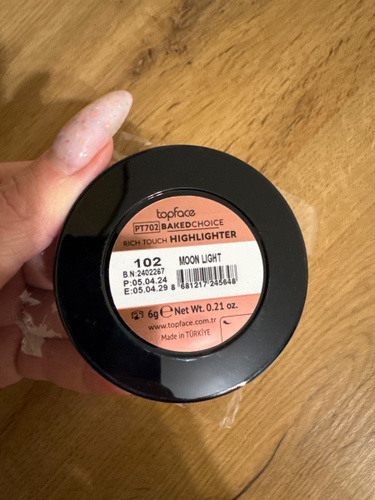 topface
PT702 BAKEDCHOICE
RICH TOUCH HIGHLIGHTER
102 MOON LIGHT
B.N:2402267
P:05.04.24
E:05.04.29
8 681217 245648
6g ℮ Net Wt. 0.21 oz.
www.topface.com.tr
Made in TÜRKİYE